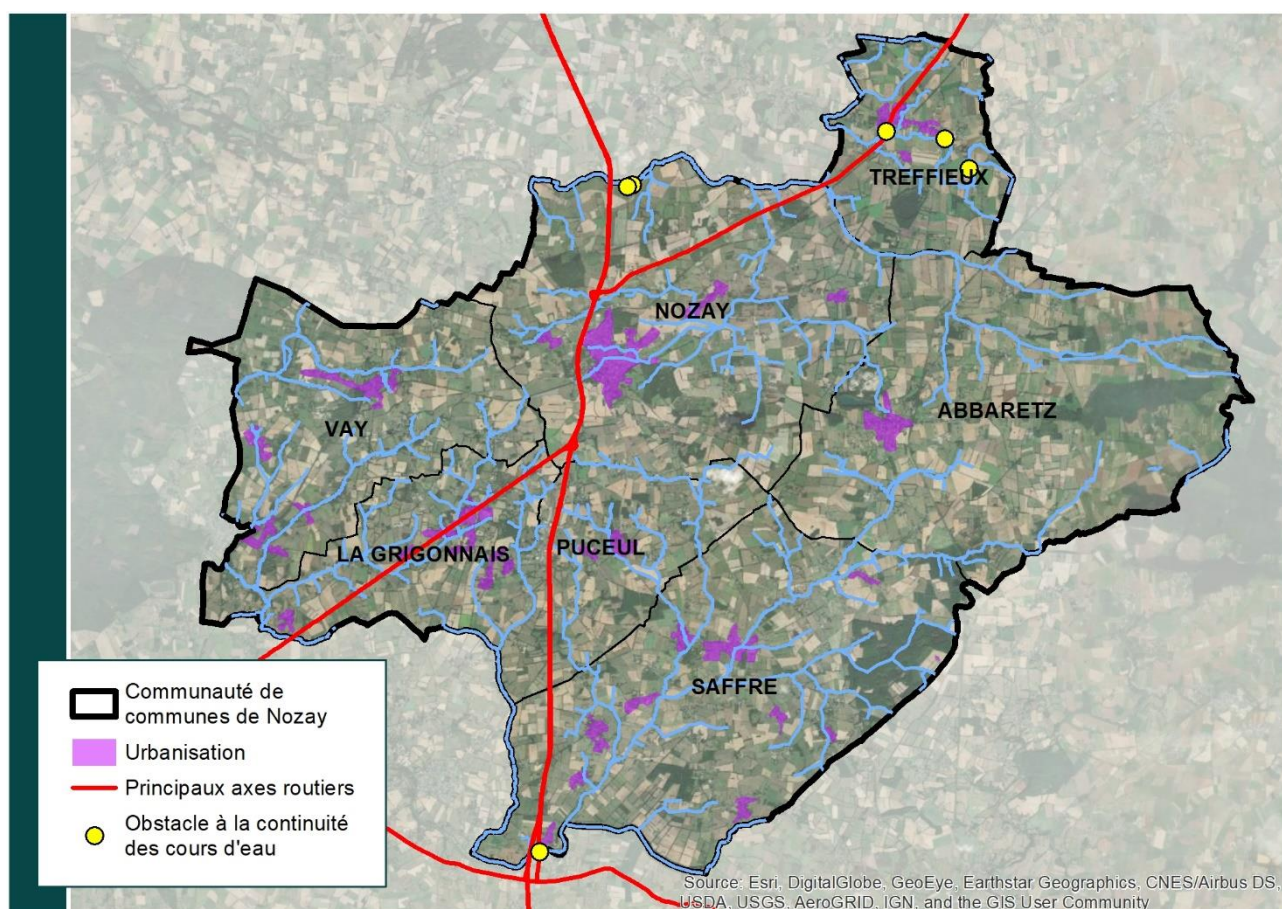 TREFFIEUX
NOZAY
ABBARETZ
VAY
LA GRIGONNAIS
PUCEUL
SAFFRE
Communauté de
communes de Nozay
Urbanisation
Principaux axes routiers
Obstacle à la continuité
des cours d'eau
Source: Esri, DigitalGlobe, GeoEye, Earthstar Geographics, CNES/Airbus DS,
USDA, USGS, AeroGRID, IGN, and the GIS User Community